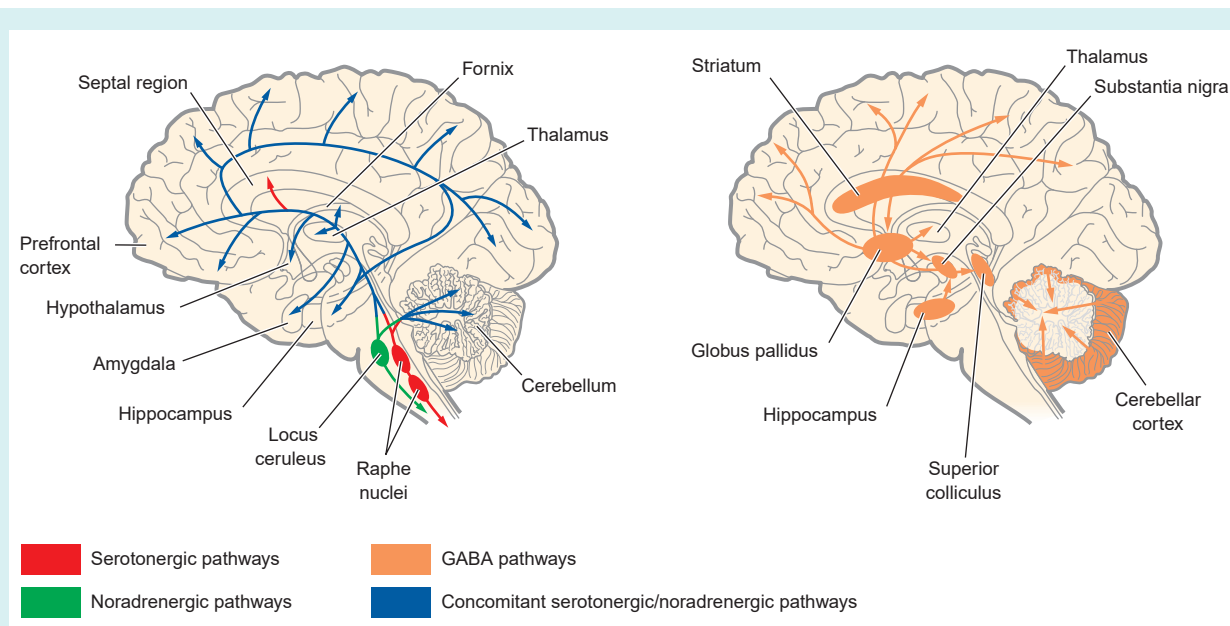 Septal region
Fornix
Thalamus
Prefrontal
cortex
Hypothalamus
Amygdala
Hippocampus
Locus
ceruleus
Raphe
nuclei
Cerebellum
Striatum
Thalamus
Substantia nigra
Globus pallidus
Hippocampus
Superior
colliculus
Cerebellar
cortex
Serotonergic pathways
GABA pathways
Noradrenergic pathways
Concomitant serotonergic/noradrenergic pathways